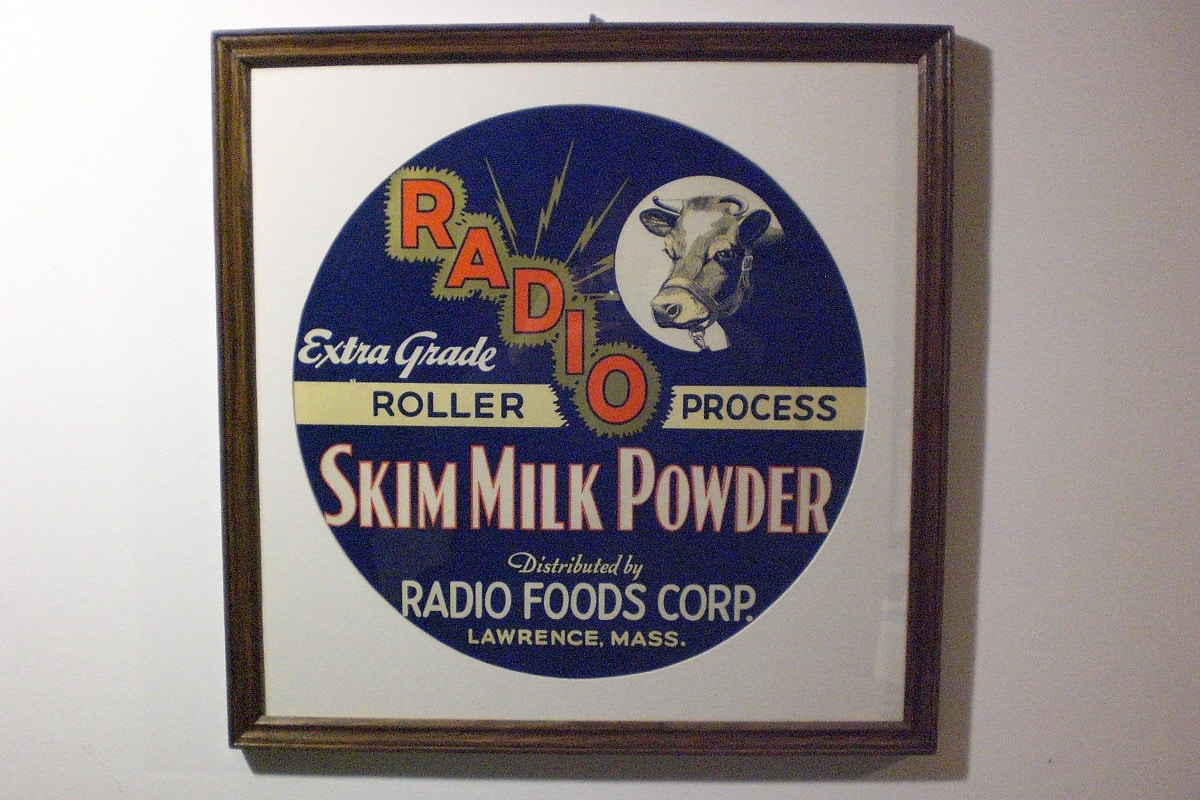 RADIO
Extra Grade
ROLLER PROCESS
SKIM MILK POWDER
Distributed by
RADIO FOODS CORP.
LAWRENCE, MASS.